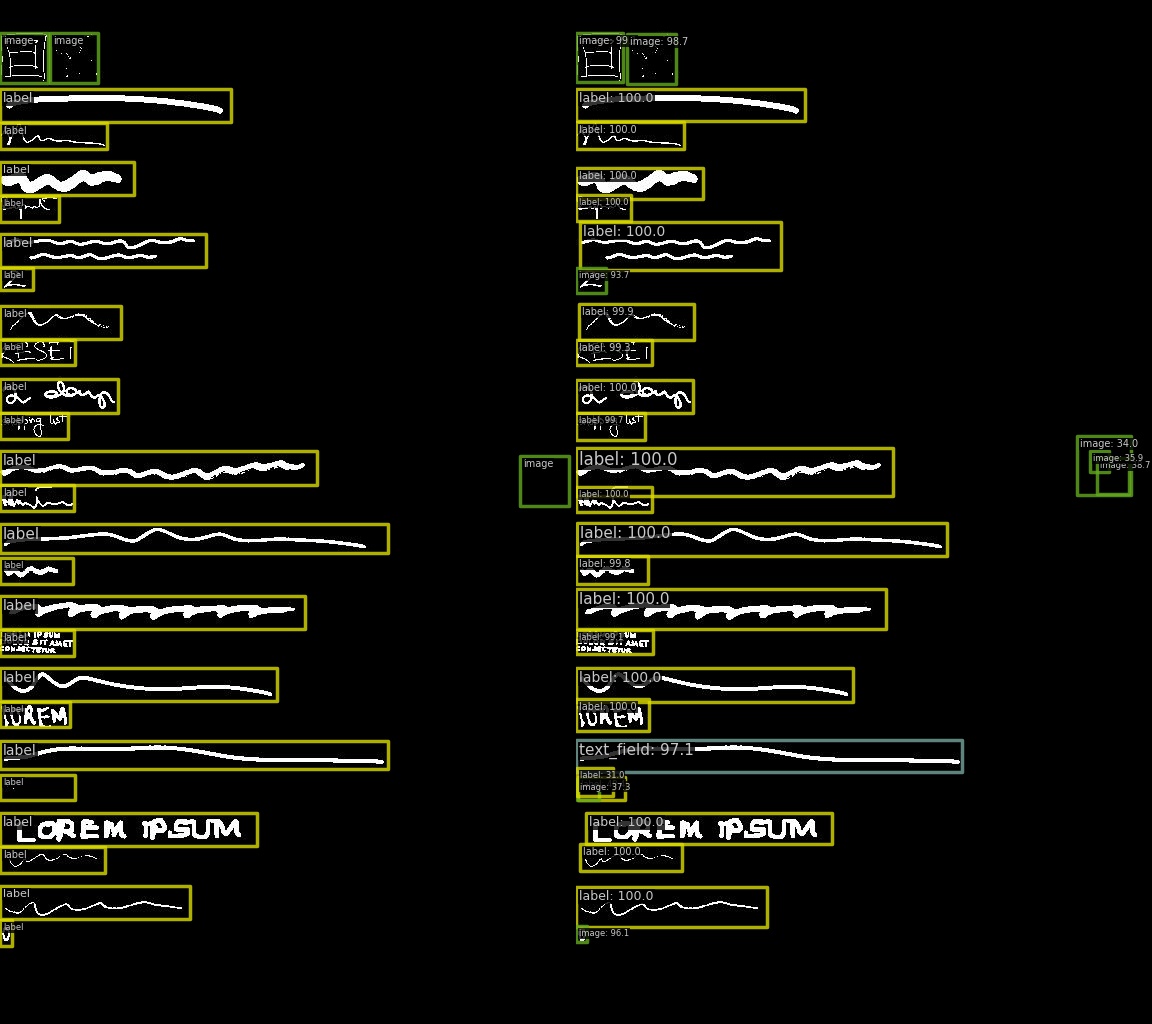 image image image: 99 image: 98.7
label label: 100.0
label label: 100.0
label label: 100.0
label label: 100.0
label label: 100.0
label image: 93.7
label label: 99.9
label label: 99.3
label label: 100.0
image: 34.0
label label: 99.7
image: 35.9
label image label: 100.0
image: 38.7
label label: 100.0
label label: 100.0
label label: 99.8
label label: 100.0
label IPSUM label: 99.1
SIT AMET
CONSECTETUR
label label: 100.0
label label: 100.0
label text_field: 97.1
label label: 31.0
image: 37.3
label LOREM IPSUM label: 100.0 LOREM IPSUM
label label: 100.0
label label: 100.0
label image: 96.1